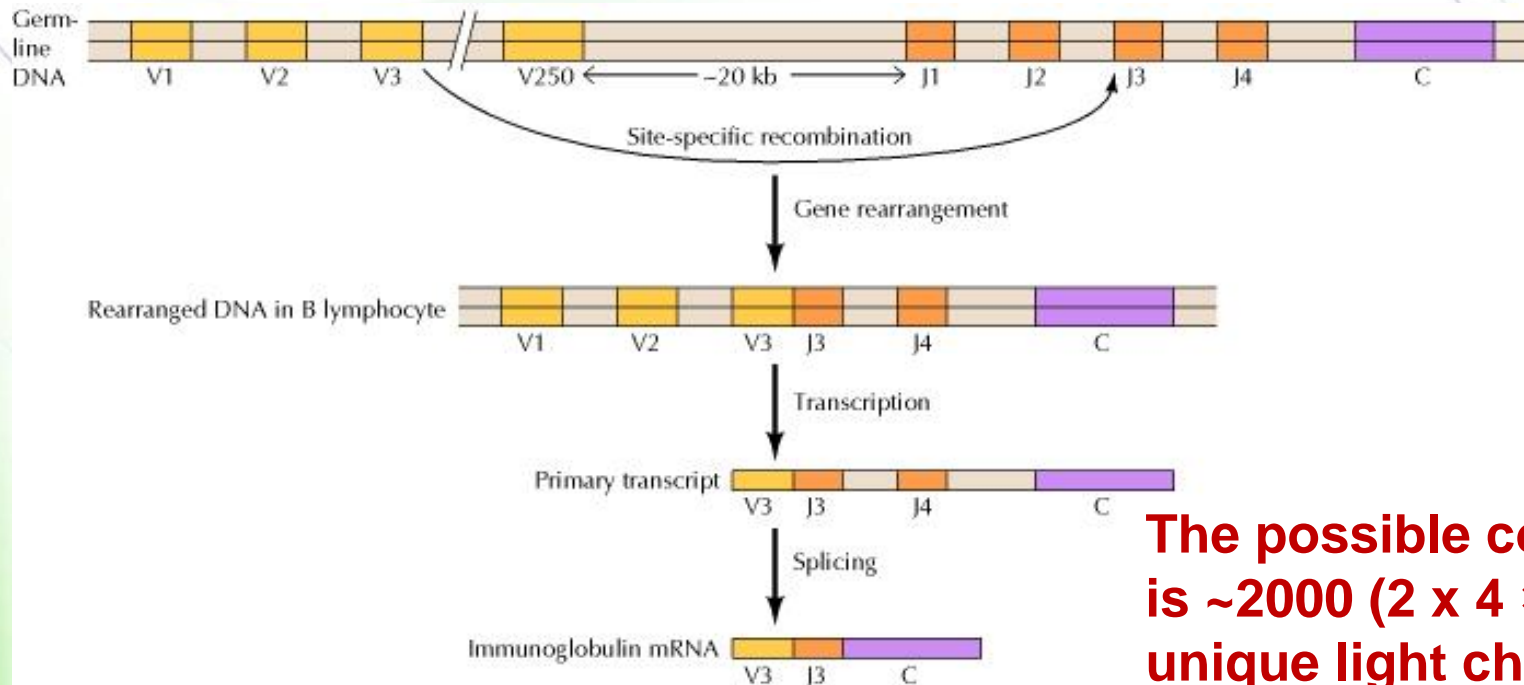 Germ-
line
DNA
V1 V2 V3 V250 ~20 kb J1 J2 J3 J4 C
Site-specific recombination
Gene rearrangement
Rearranged DNA in B lymphocyte
V1 V2 V3 J3 J4 C
Transcription
Primary transcript
V3 J3 J4 C
Splicing
Immunoglobulin mRNA
V3 J3 C
The possible
is ~2000 (2 x 4
unique light